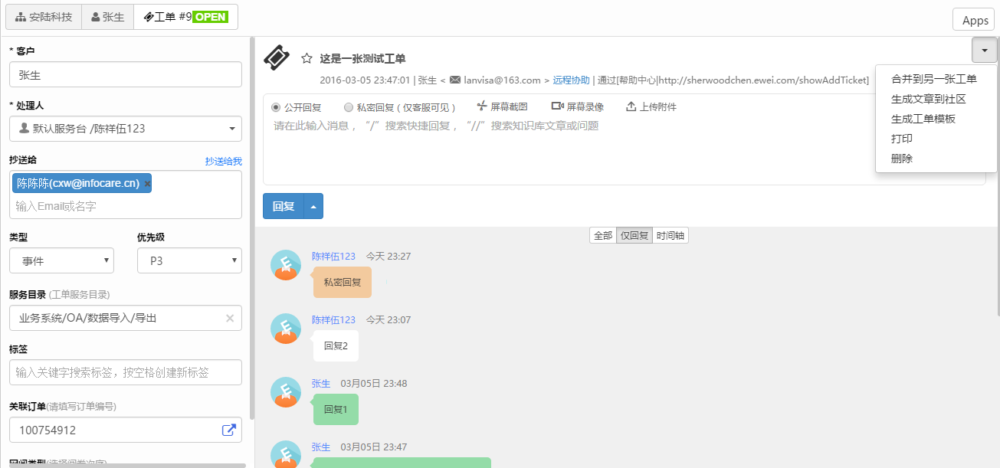 安陆科技 张生 工单 #9 OPEN Apps
* 客户
张生
* 处理人
默认服务台 /陈祥伍123
抄送给 抄送给我
陈陈陈(cxw@infocare.cn) ×
输入Email或名字
类型 优先级
事件 P3
服务目录 (工单服务目录)
业务系统/OA/数据导入/导出 ×
标签
输入关键字搜索标签，按空格创建新标签
关联订单(请填写订单编号)
100754912
这是一张测试工单
2016-03-05 23:47:01 | 张生 < lanvisa@163.com > 远程协助 | 通过[帮助中心|http://sherwoodchen.ewei.com/showAddTicket]
公开回复 私密回复 ( 仅客服可见 ) 屏幕截图 屏幕录像 上传附件
请在此输入消息，“/”搜索快捷回复，“//”搜索知识库文章或问题
合并到另一张工单
生成文章到社区
生成工单模板
打印
删除
回复
全部 仅回复 时间轴
陈祥伍123 今天 23:27
私密回复
陈祥伍123 今天 23:07
回复2
张生 03月05日 23:48
回复1
张生 03月05日 23:47